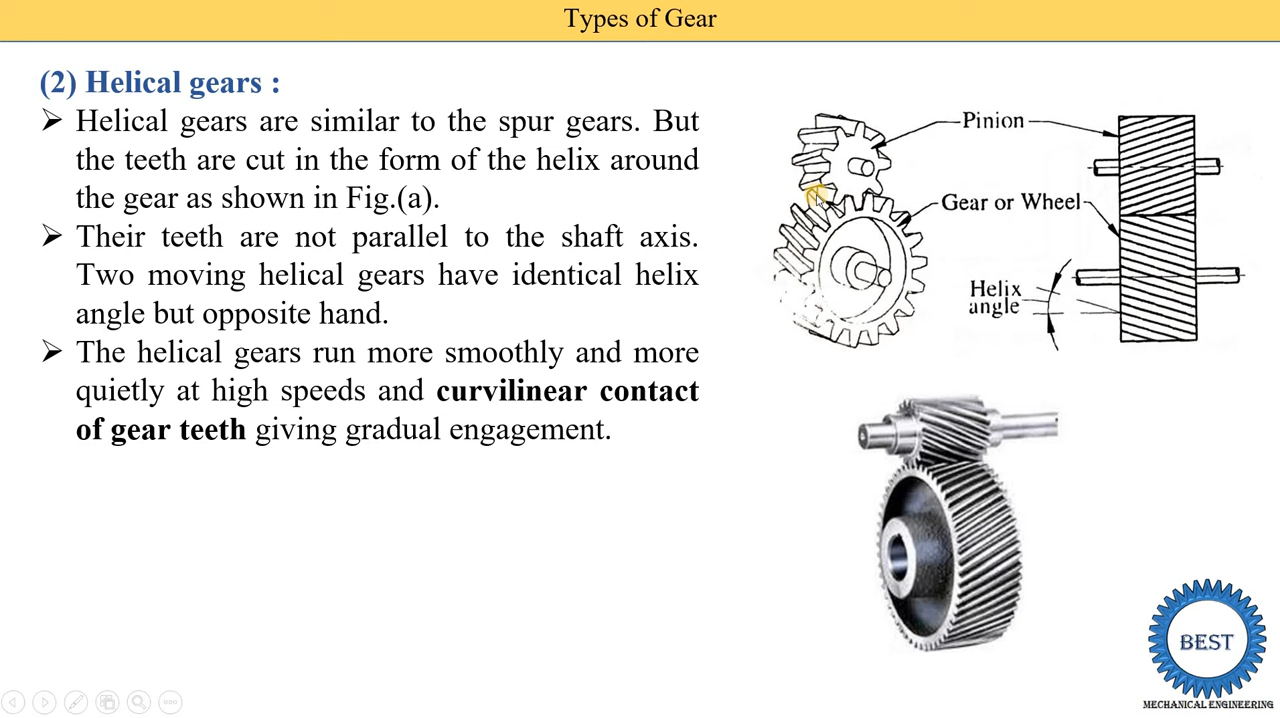 Types of Gear
(2) Helical gears :
➢ Helical gears are similar to the spur gears. But
the teeth are cut in the form of the helix around
the gear as shown in Fig.(a).
➢ Their teeth are not parallel to the shaft axis.
Two moving helical gears have identical helix
angle but opposite hand.
➢ The helical gears run more smoothly and more
quietly at high speeds and curvilinear contact
of gear teeth giving gradual engagement.
Pinion
Gear or Wheel
Helix
angle
BEST
MECHANICAL ENGINEERING